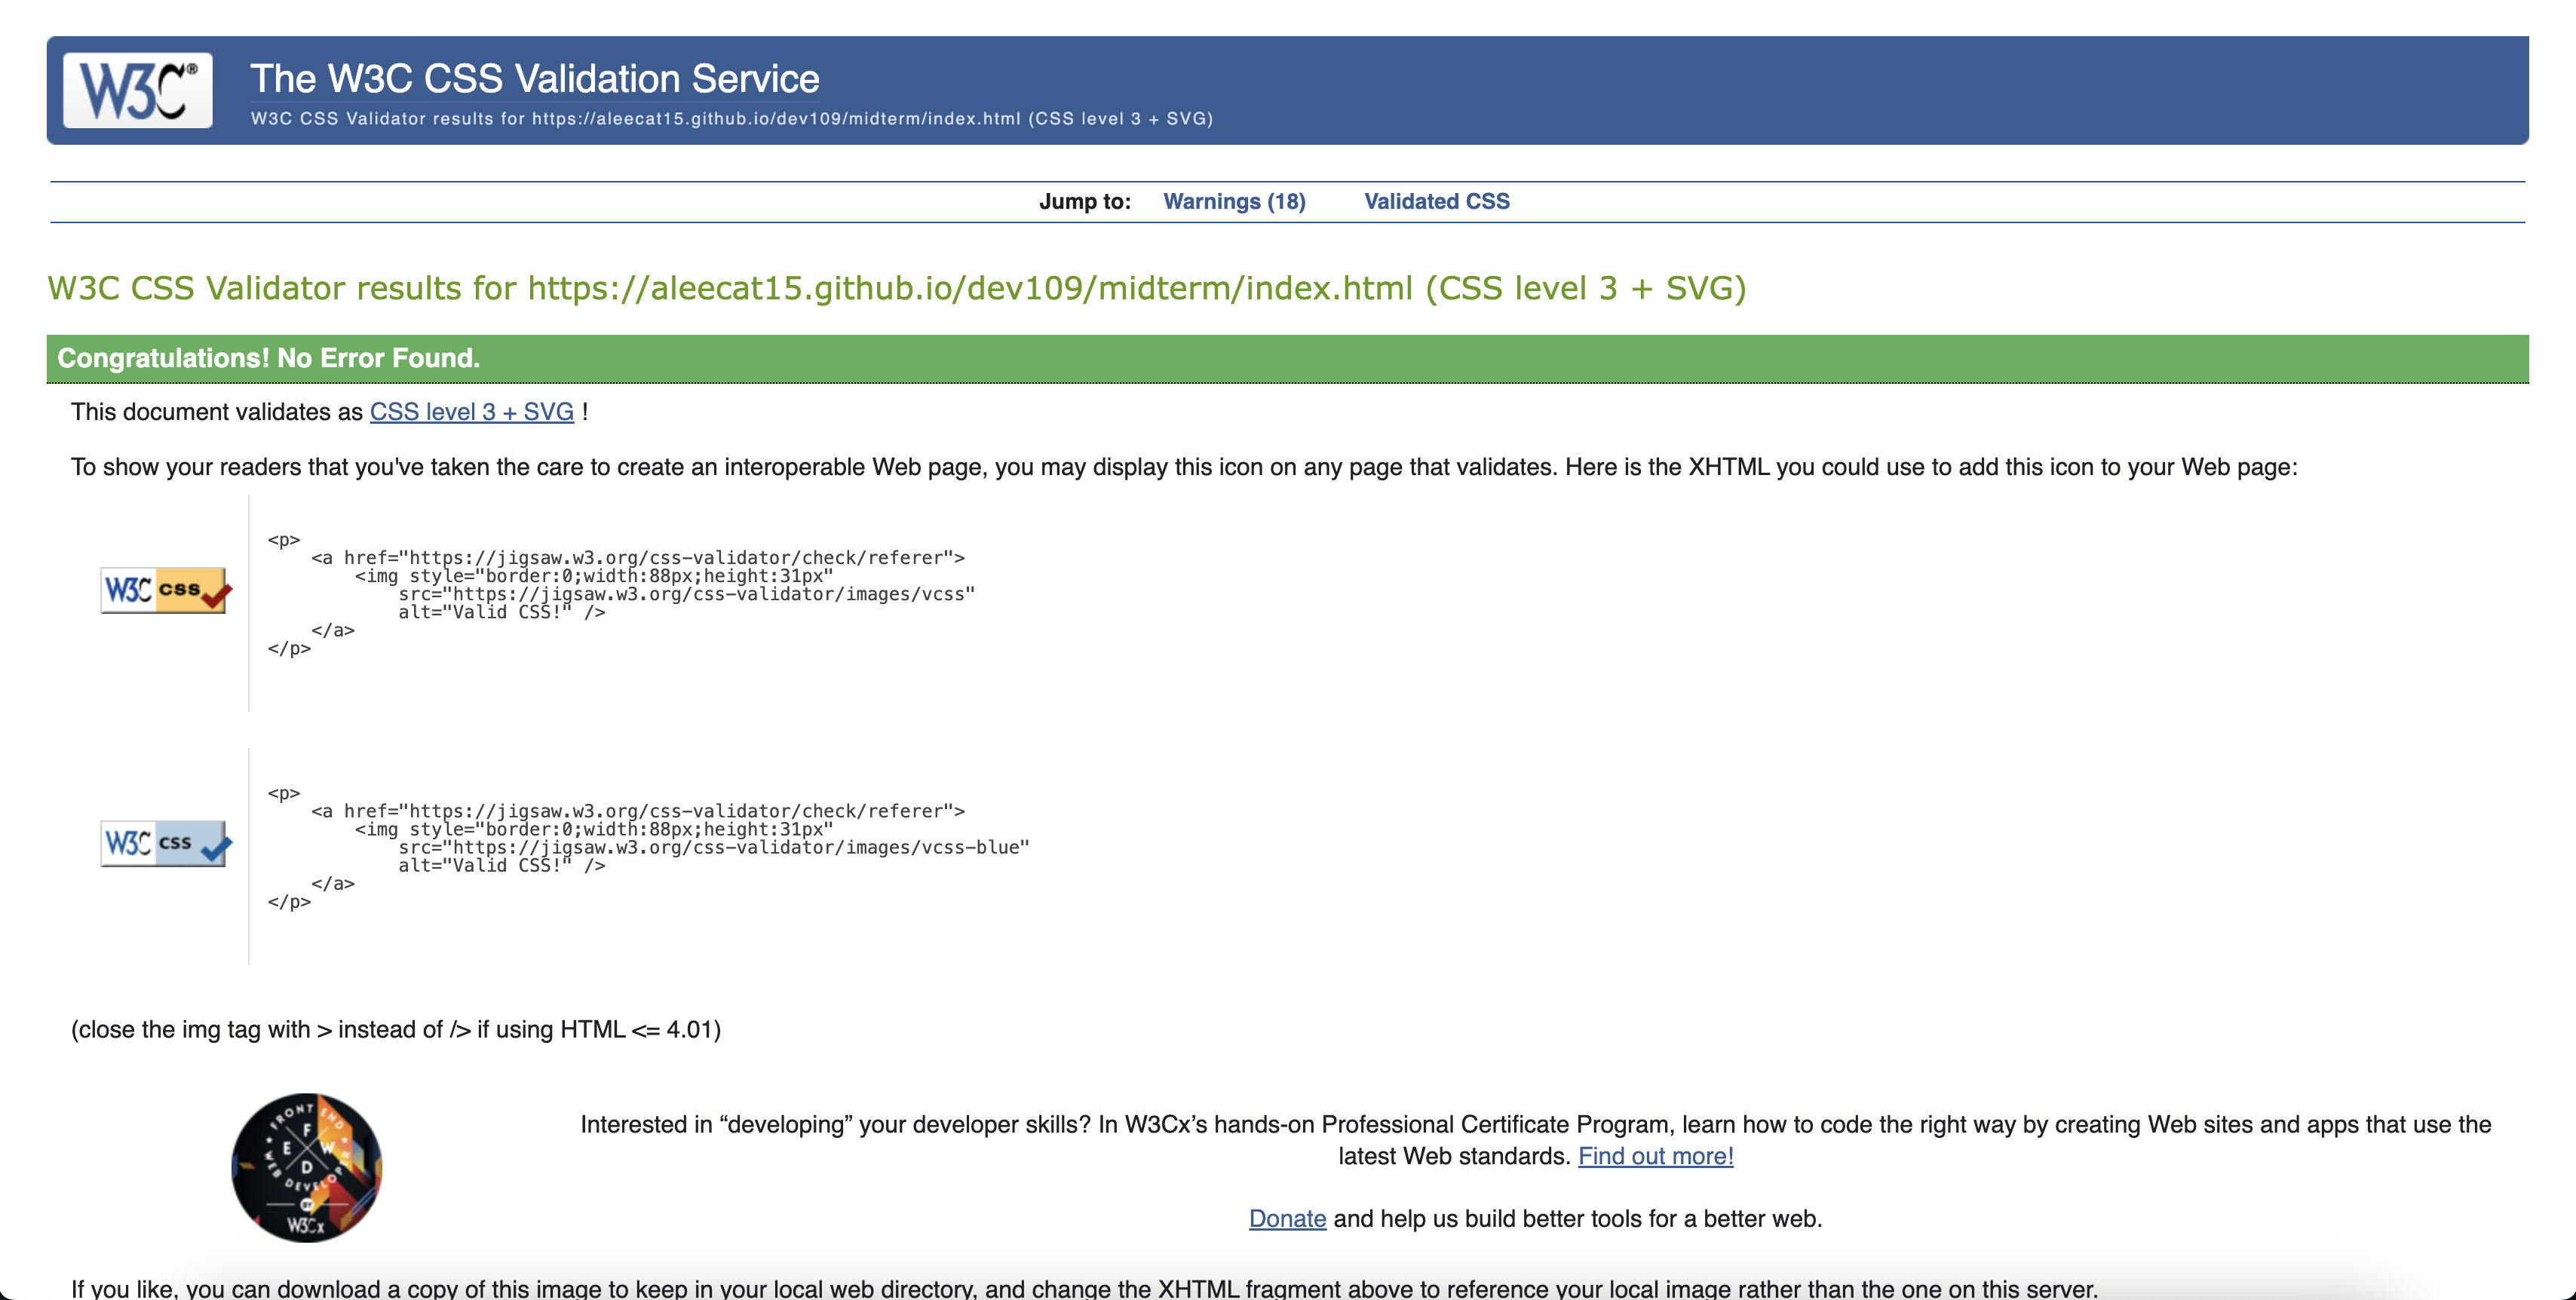 W3C®
The W3C CSS Validation Service
W3C CSS Validator results for https://aleecat15.github.io/dev109/midterm/index.html (CSS level 3 + SVG)
Jump to: Warnings (18) Validated CSS
W3C CSS Validator results for https://aleecat15.github.io/dev109/midterm/index.html (CSS level 3 + SVG)
Congratulations! No Error Found.
This document validates as CSS level 3 + SVG !
To show your readers that you've taken the care to create an interoperable Web page, you may display this icon on any page that validates. Here is the XHTML you could use to add this icon to your Web page:
W3C css
<p>
<a href="https://jigsaw.w3.org/css-validator/check/referer">
<img style="border:0;width:88px;height:31px"
src="https://jigsaw.w3.org/css-validator/images/vcss"
alt="Valid CSS!" />
</a>
</p>
W3C css
<p>
<a href="https://jigsaw.w3.org/css-validator/check/referer">
<img style="border:0;width:88px;height:31px"
src="https://jigsaw.w3.org/css-validator/images/vcss-blue"
alt="Valid CSS!" />
</a>
</p>
(close the img tag with > instead of /> if using HTML <= 4.01)
FRONT END
F E W D
WEB DEVELOPER
BY
W3Cx
Interested in “developing” your developer skills? In W3Cx’s hands-on Professional Certificate Program, learn how to code the right way by creating Web sites and apps that use the
latest Web standards. Find out more!
Donate and help us build better tools for a better web.
If you like, you can download a copy of this image to keep in your local web directory, and change the XHTML fragment above to reference your local image rather than the one on this server.